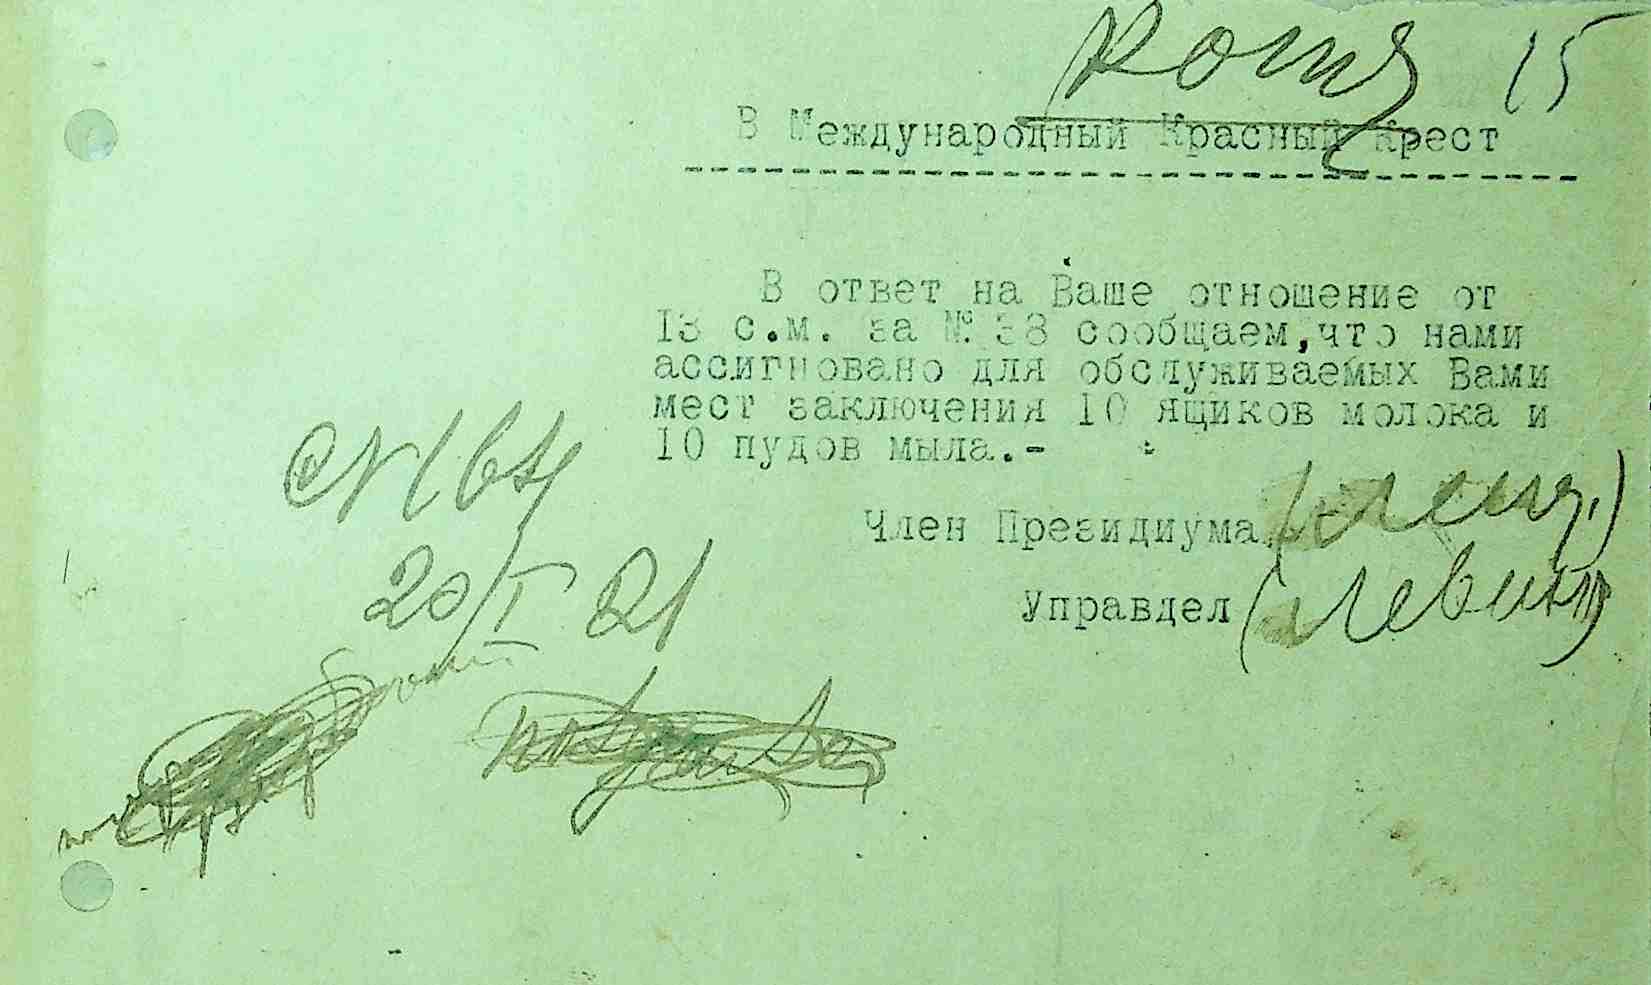 Копия 15
В Международный Красный Крест
В ответ на Ваше отношение от
13 с.м. за № 38 сообщаем,что нами
ассигновано для обслуживаемых Вами
мест заключения 10 ящиков молока и
10 пудов мыла.-
Член Президиума
Управдел (Левин)
20/I 21